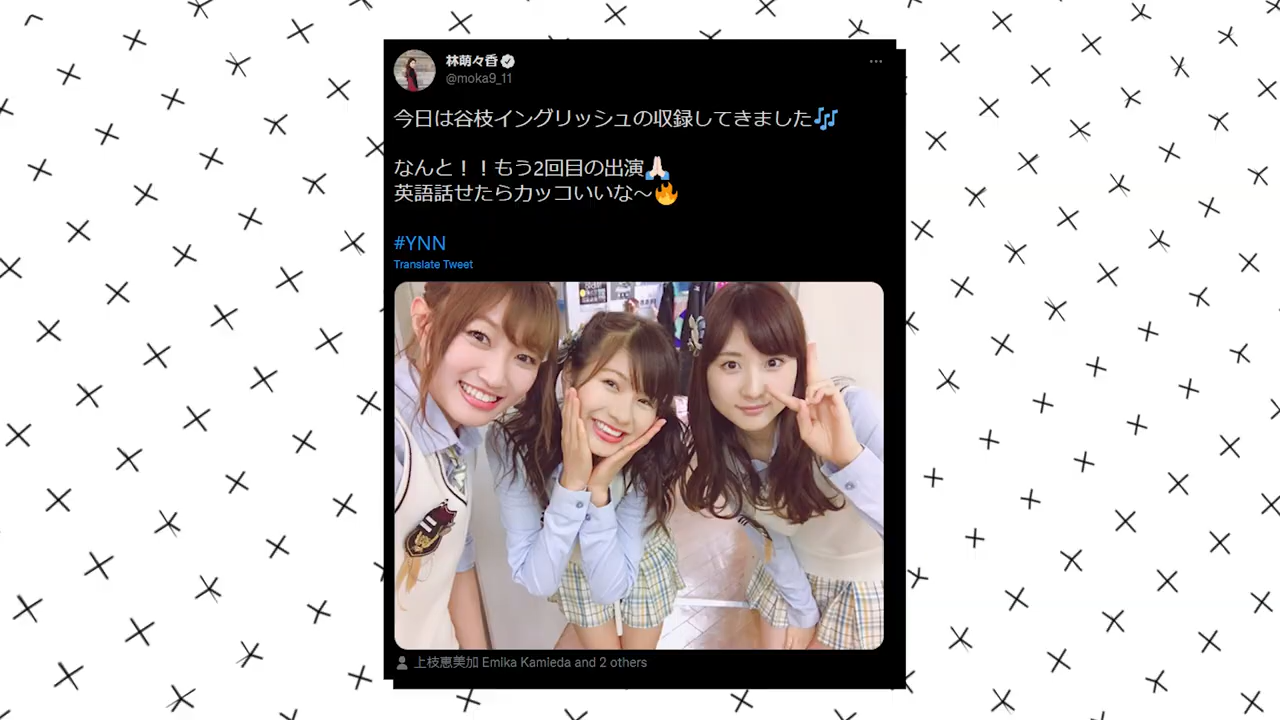 林萌々香
@moka9_11
今日は谷枝イングリッシュの収録してきました🎶
なんと！！もう2回目の出演🙏🏻
英語話せたらカッコいいな〜🔥
#YNN
Translate Tweet
上枝恵美加 Emika Kamieda and 2 others